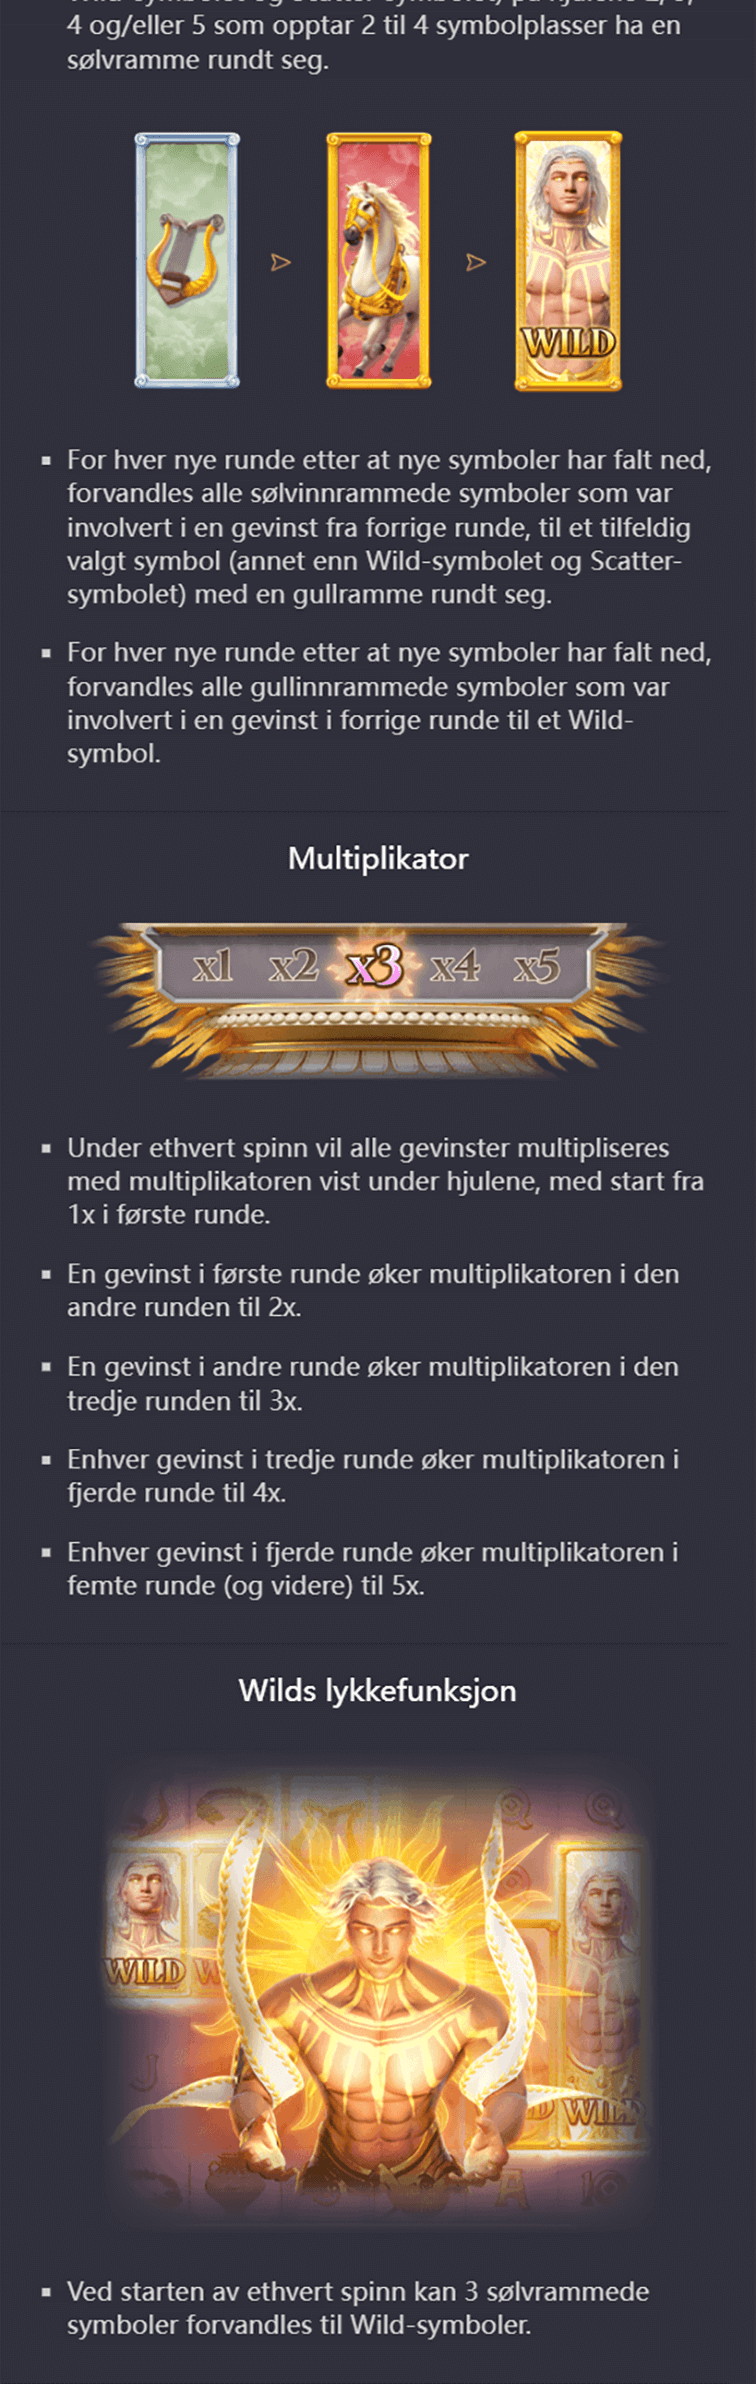 4 og/eller 5 som opptar 2 til 4 symbolplasser ha en
sølvramme rundt seg.
WILD
For hver nye runde etter at nye symboler har falt ned,
forvandles alle sølvinnrammede symboler som var
involvert i en gevinst fra forrige runde, til et tilfeldig
valgt symbol (annet enn Wild-symbolet og Scatter-
symbolet) med en gullramme rundt seg.
For hver nye runde etter at nye symboler har falt ned,
forvandles alle gullinnrammede symboler som var
involvert i en gevinst i forrige runde til et Wild-
symbol.
Multiplikator
x1 x2 x3 x4 x5
Under ethvert spinn vil alle gevinster multipliseres
med multiplikatoren vist under hjulene, med start fra
1x i første runde.
En gevinst i første runde øker multiplikatoren i den
andre runden til 2x.
En gevinst i andre runde øker multiplikatoren i den
tredje runden til 3x.
Enhver gevinst i tredje runde øker multiplikatoren i
fjerde runde til 4x.
Enhver gevinst i fjerde runde øker multiplikatoren i
femte runde (og videre) til 5x.
Wilds lykkefunksjon
Q Q
WILD W
J
D WILD
A 10
Ved starten av ethvert spinn kan 3 sølvrammede
symboler forvandles til Wild-symboler.